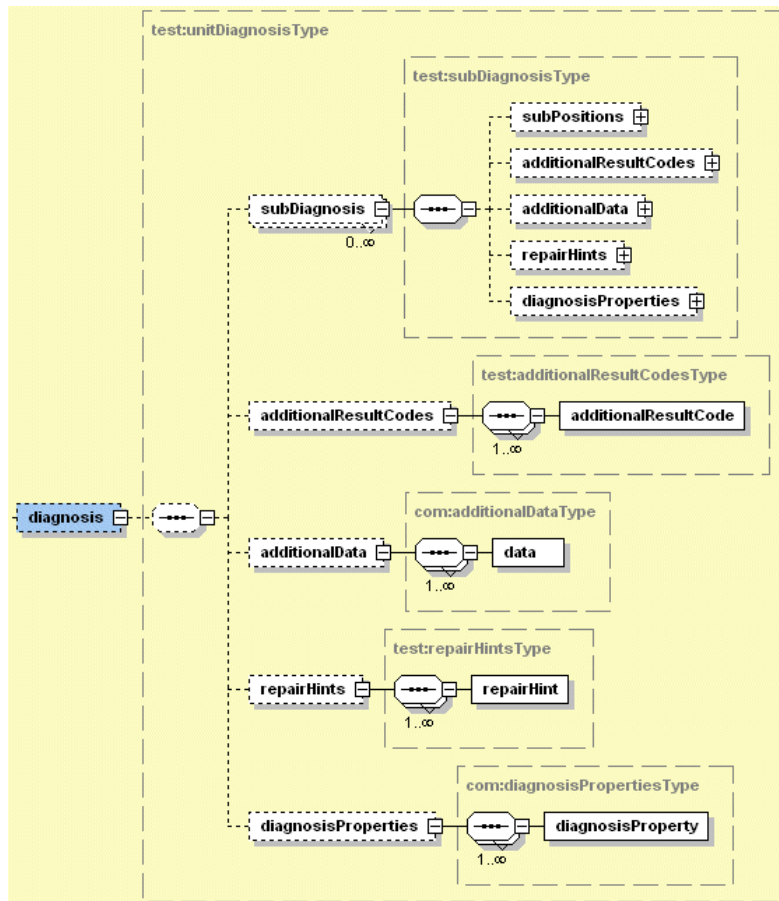 test:unitDiagnosisType
test:subDiagnosisType
subPositions
additionalResultCodes
subDiagnosis
additionalData
0..∞
repairHints
diagnosisProperties
test:additionalResultCodesType
additionalResultCodes
additionalResultCode
1..∞
com:additionalDataType
diagnosis
additionalData
data
1..∞
test:repairHintsType
repairHints
repairHint
1..∞
com:diagnosisPropertiesType
diagnosisProperties
diagnosisProperty
1..∞